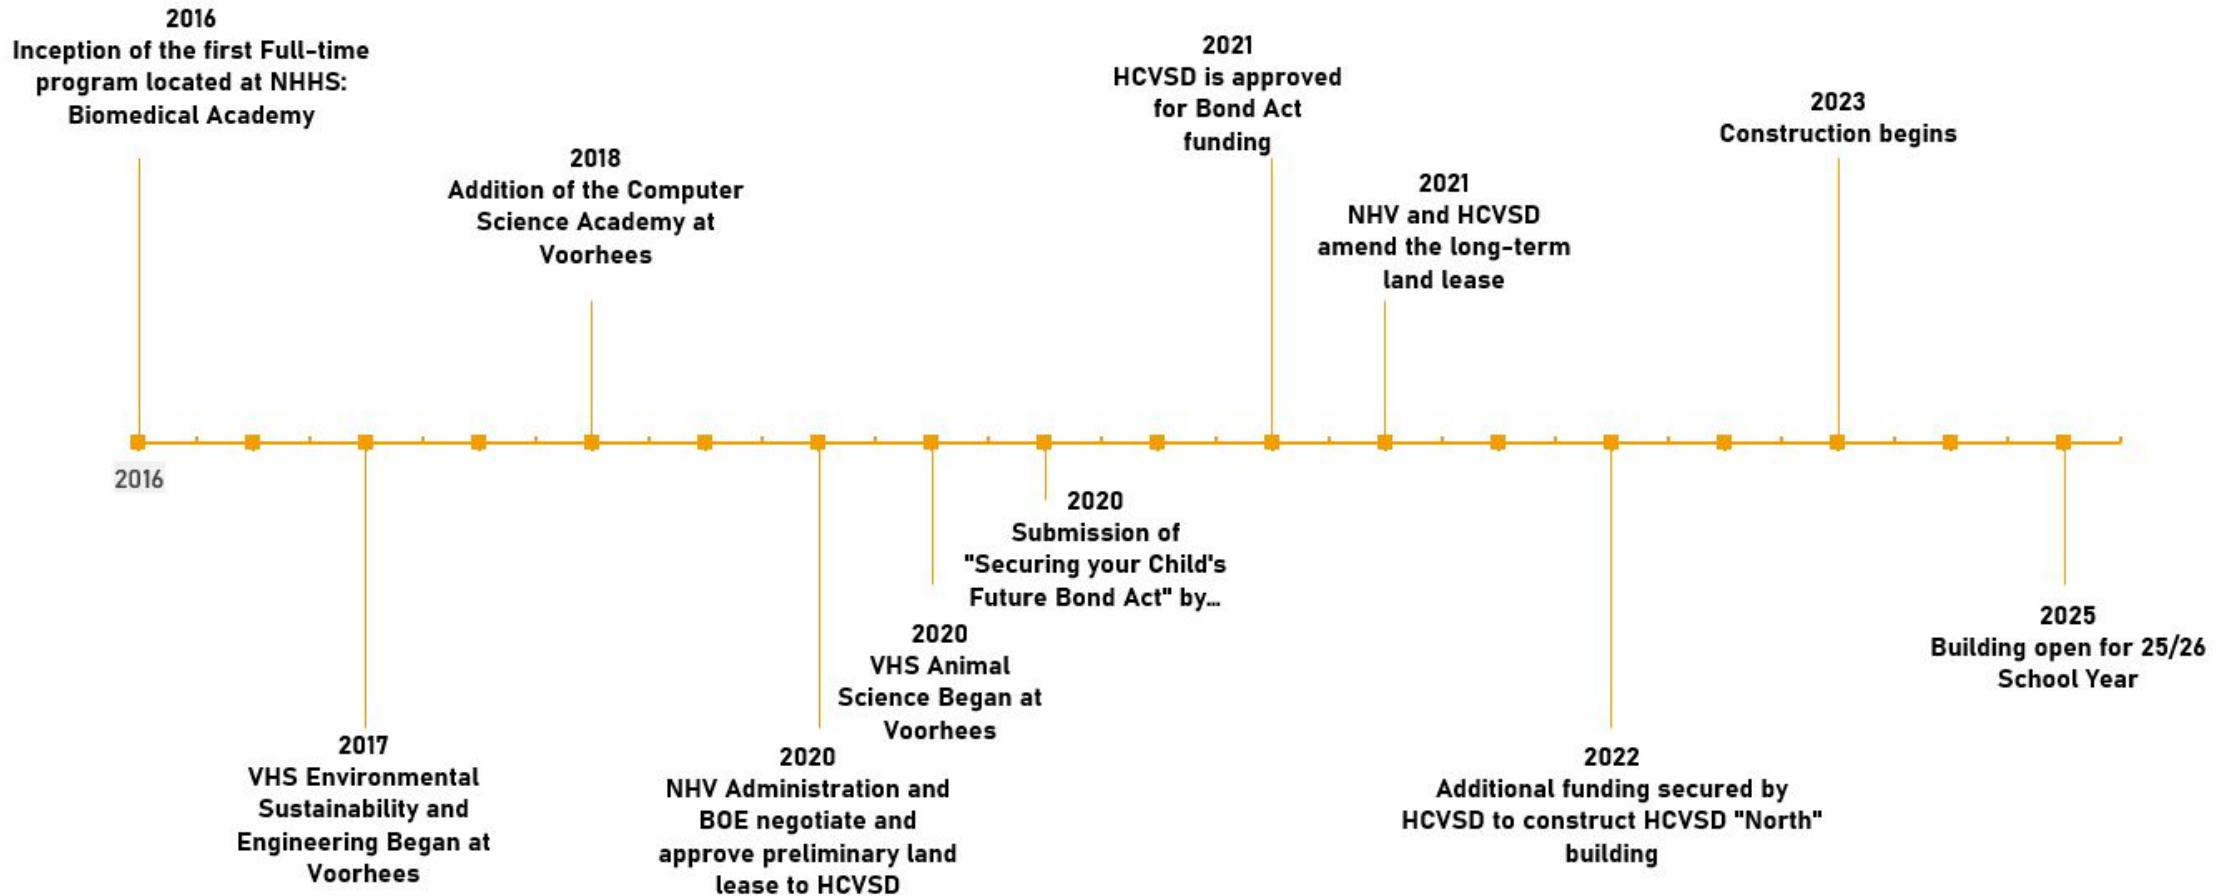 2016
Inception of the first Full-time
program located at NHHS:
Biomedical Academy
2018
Addition of the Computer
Science Academy at
Voorhees
2021
HCVSD is approved
for Bond Act
funding
2021
NHV and HCVSD
amend the long-term
land lease
2023
Construction begins
2016
2017
VHS Environmental
Sustainability and
Engineering Began at
Voorhees
2020
NHV Administration and
BOE negotiate and
approve preliminary land
lease to HCVSD
2020
VHS Animal
Science Began at
Voorhees
2020
Submission of
"Securing your Child's
Future Bond Act" by...
2022
Additional funding secured by
HCVSD to construct HCVSD "North"
building
2025
Building open for 25/26
School Year